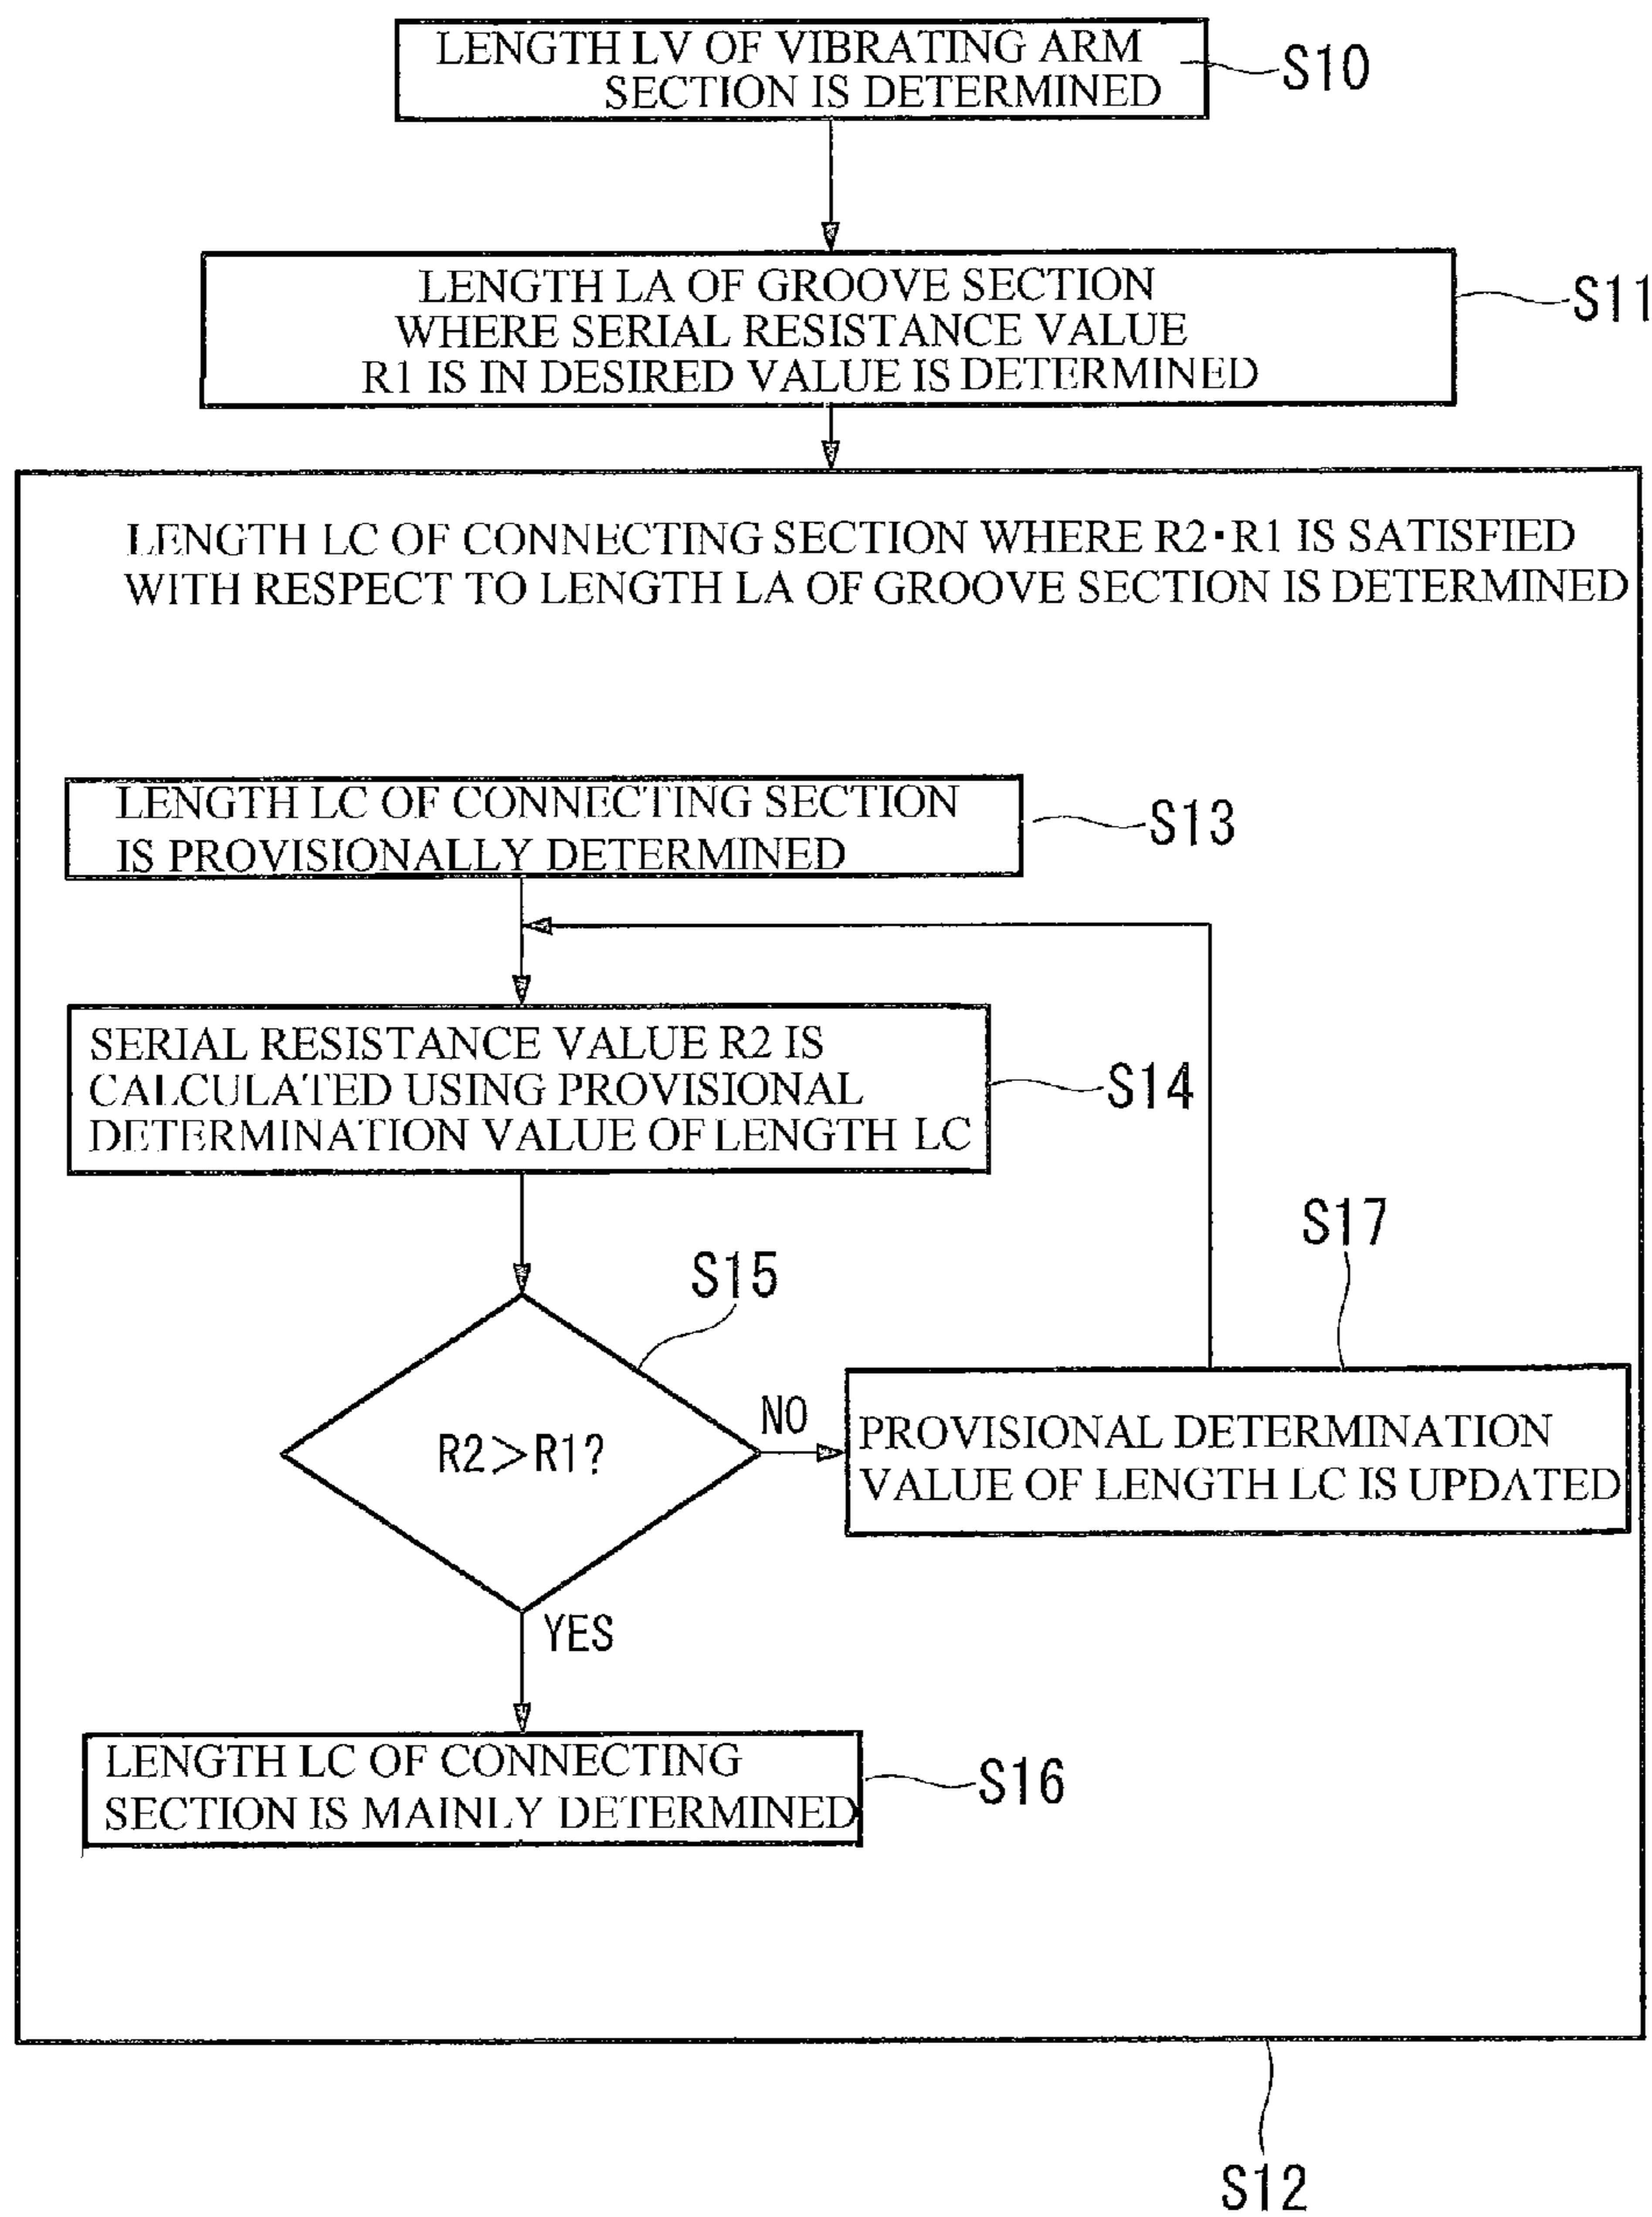 LENGTH LV OF VIBRATING ARM
SECTION IS DETERMINED
S10
LENGTH LA OF GROOVE SECTION
WHERE SERIAL RESISTANCE VALUE
R1 IS IN DESIRED VALUE IS DETERMINED
S11
LENGTH LC OF CONNECTING SECTION WHERE R2・R1 IS SATISFIED
WITH RESPECT TO LENGTH LA OF GROOVE SECTION IS DETERMINED
LENGTH LC OF CONNECTING SECTION
IS PROVISIONALLY DETERMINED
S13
SERIAL RESISTANCE VALUE R2 IS
CALCULATED USING PROVISIONAL
DETERMINATION VALUE OF LENGTH LC
S14
S15
S17
R2>R1?
NO
PROVISIONAL DETERMINATION
VALUE OF LENGTH LC IS UPDATED
YES
LENGTH LC OF CONNECTING
SECTION IS MAINLY DETERMINED
S16
S12